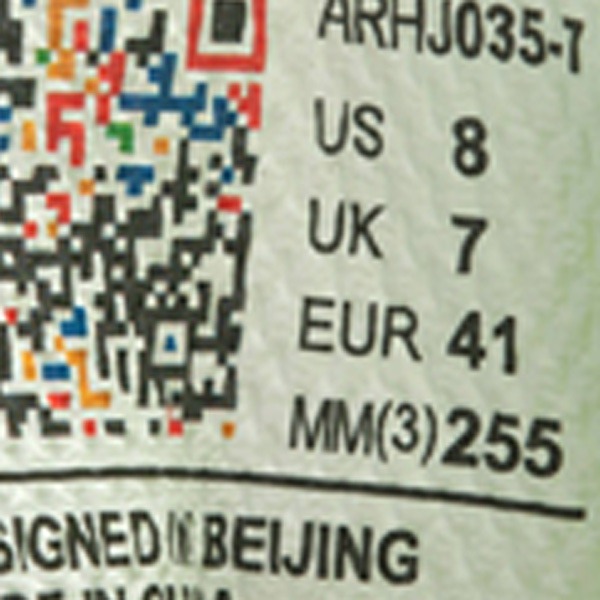 ARHJ035-7
US 8
UK 7
EUR 41
MM(3) 255
SIGNED IN BEIJING